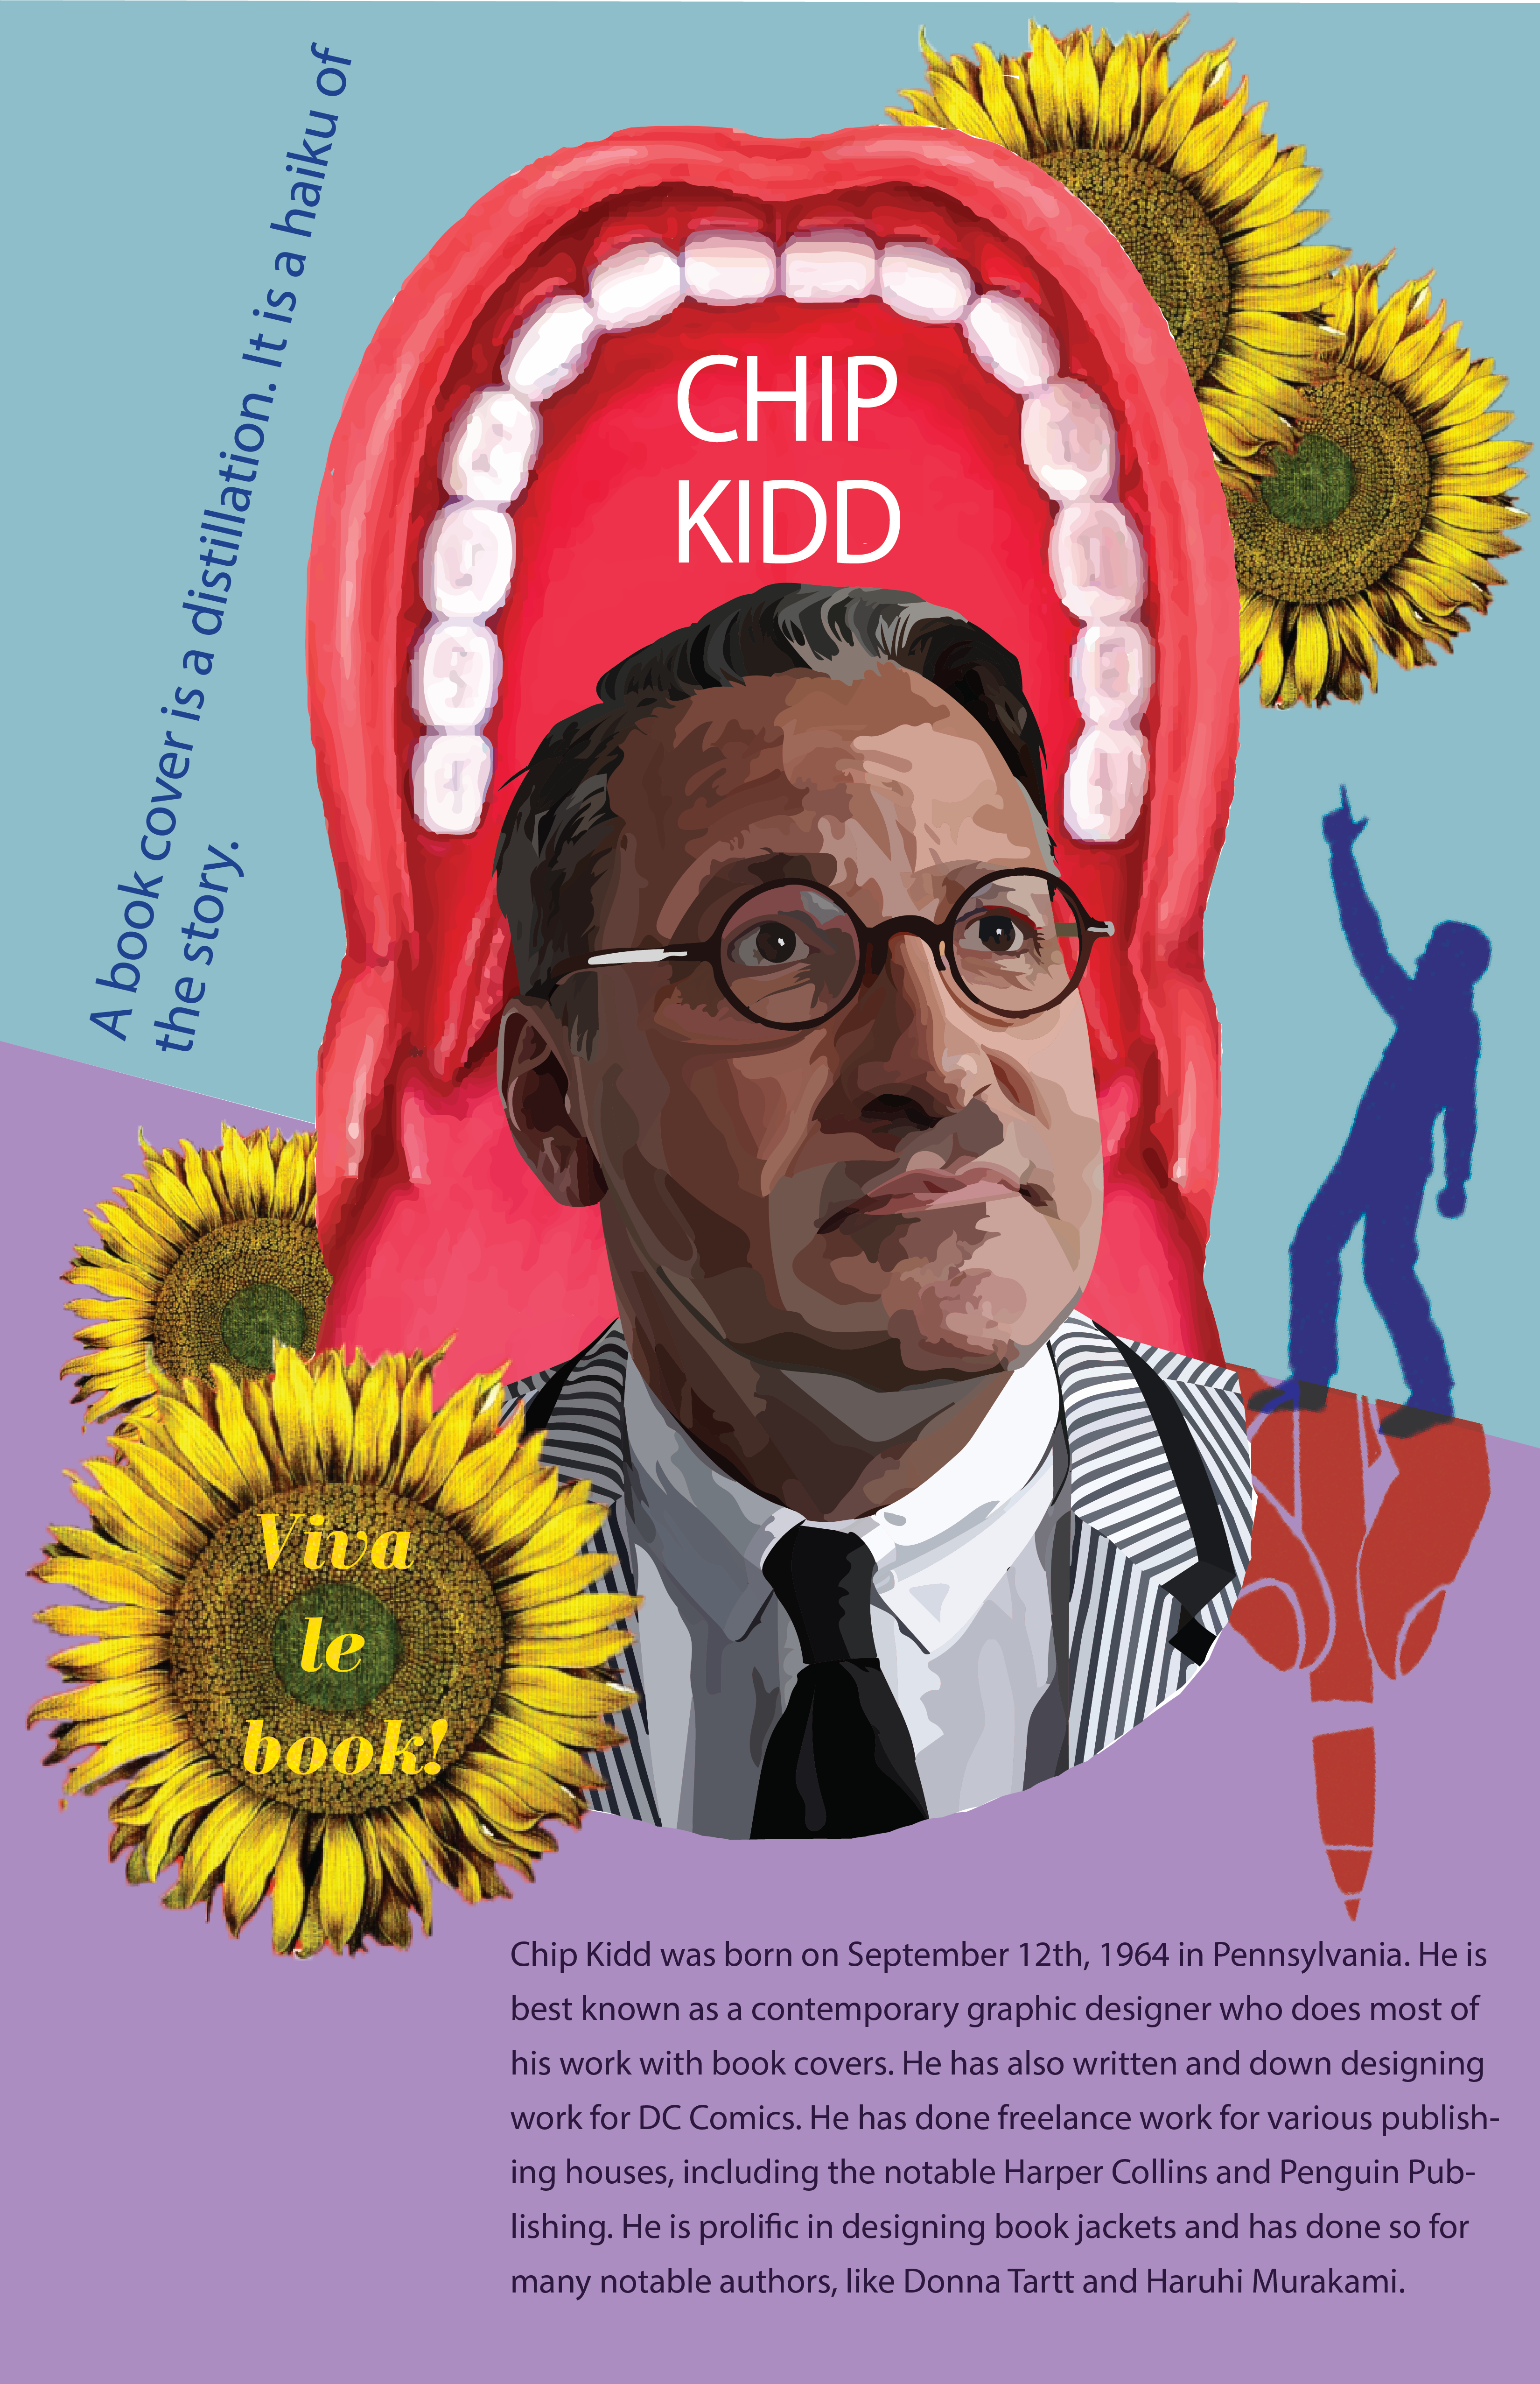 A book cover is a distillation. It is a haiku of
the story.
CHIP
KIDD
Viva
le
book!
Chip Kidd was born on September 12th, 1964 in Pennsylvania. He is
best known as a contemporary graphic designer who does most of
his work with book covers. He has also written and down designing
work for DC Comics. He has done freelance work for various publish-
ing houses, including the notable Harper Collins and Penguin Pub-
lishing. He is prolific in designing book jackets and has done so for
many notable authors, like Donna Tartt and Haruhi Murakami.